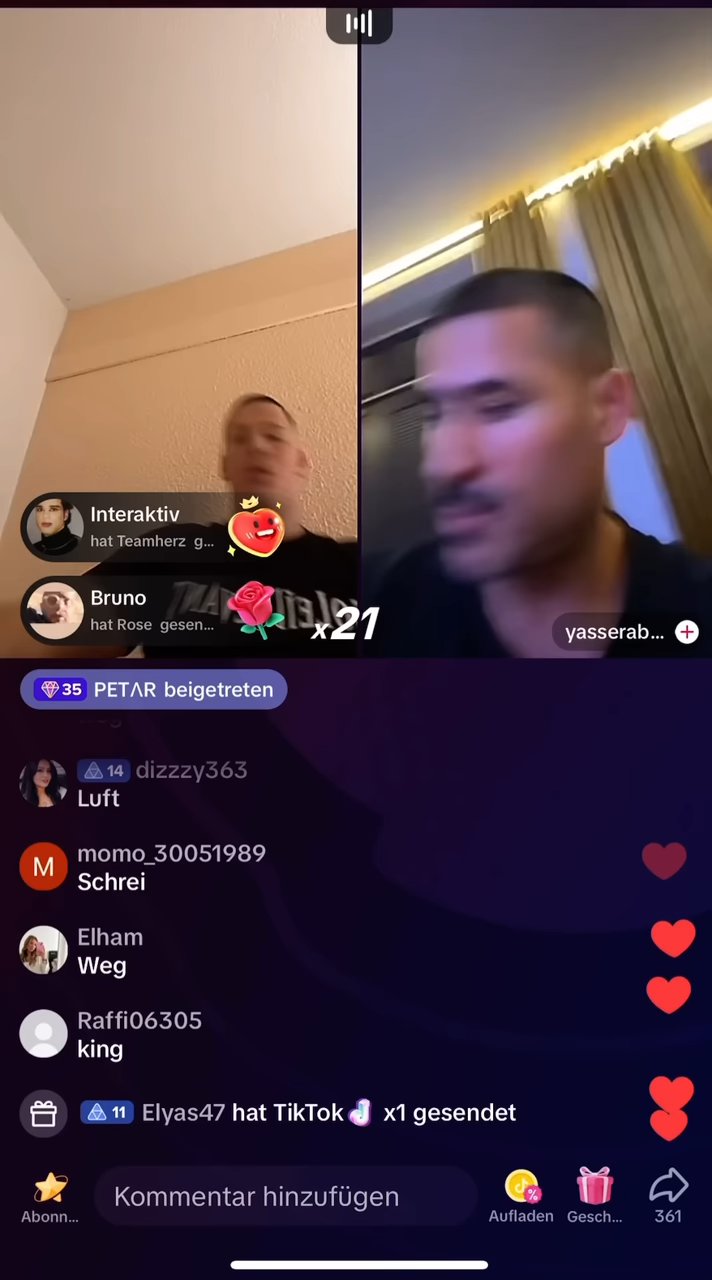 Interaktiv
hat Teamherz g...
Bruno
hat Rose gesen...
x21
yasserab...
35 PETΛR beigetreten
14 dizzzy363
Luft
M
momo_30051989
Schrei
Elham
Weg
Raffi06305
king
11 Elyas47 hat TikTok x1 gesendet
Abonn...
Kommentar hinzufügen
Aufladen
Gesch...
361